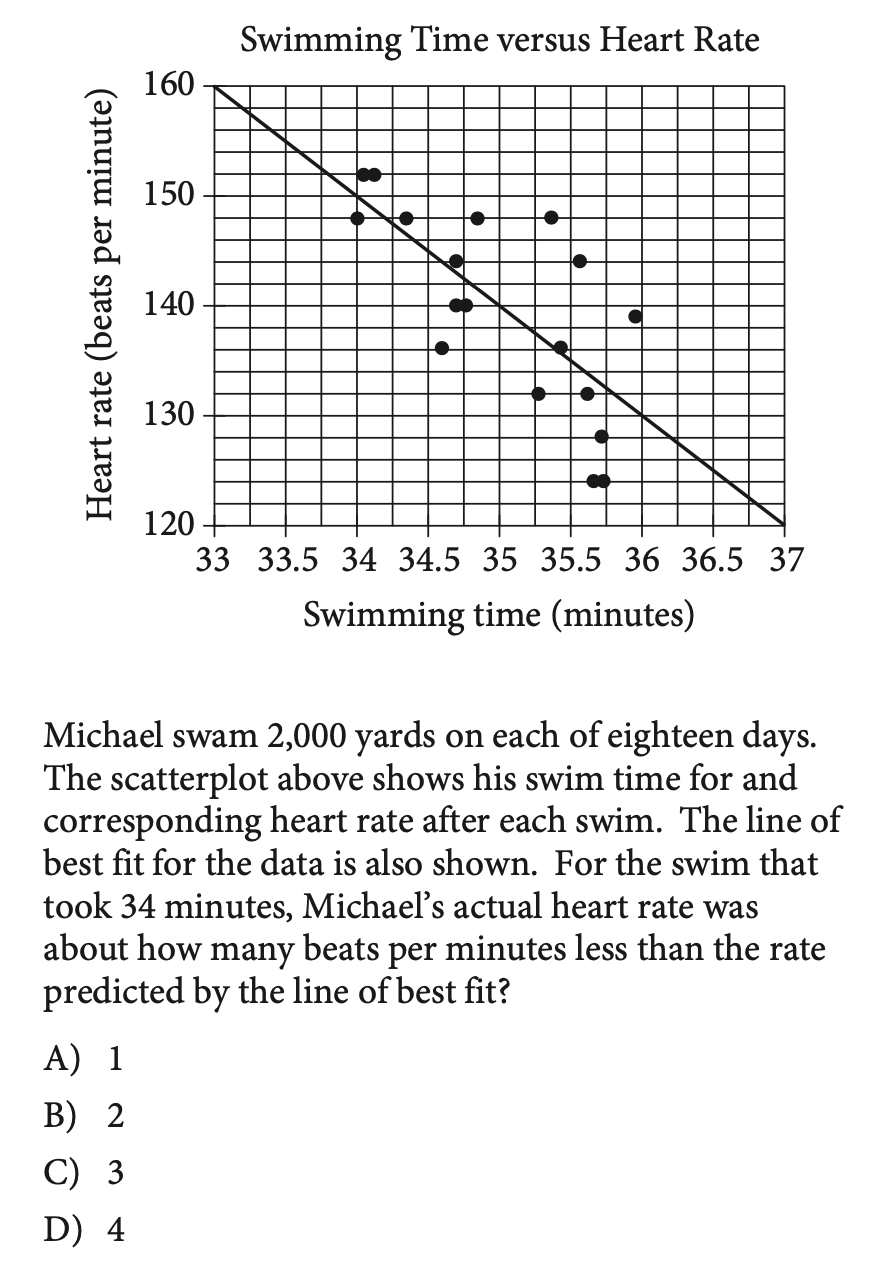 Swimming Time versus Heart Rate
Heart rate (beats per minute)
160
150
140
130
120
33 33.5 34 34.5 35 35.5 36 36.5 37
Swimming time (minutes)
Michael swam 2,000 yards on each of eighteen days.
The scatterplot above shows his swim time for and
corresponding heart rate after each swim. The line of
best fit for the data is also shown. For the swim that
took 34 minutes, Michael’s actual heart rate was
about how many beats per minutes less than the rate
predicted by the line of best fit?
A) 1
B) 2
C) 3
D) 4